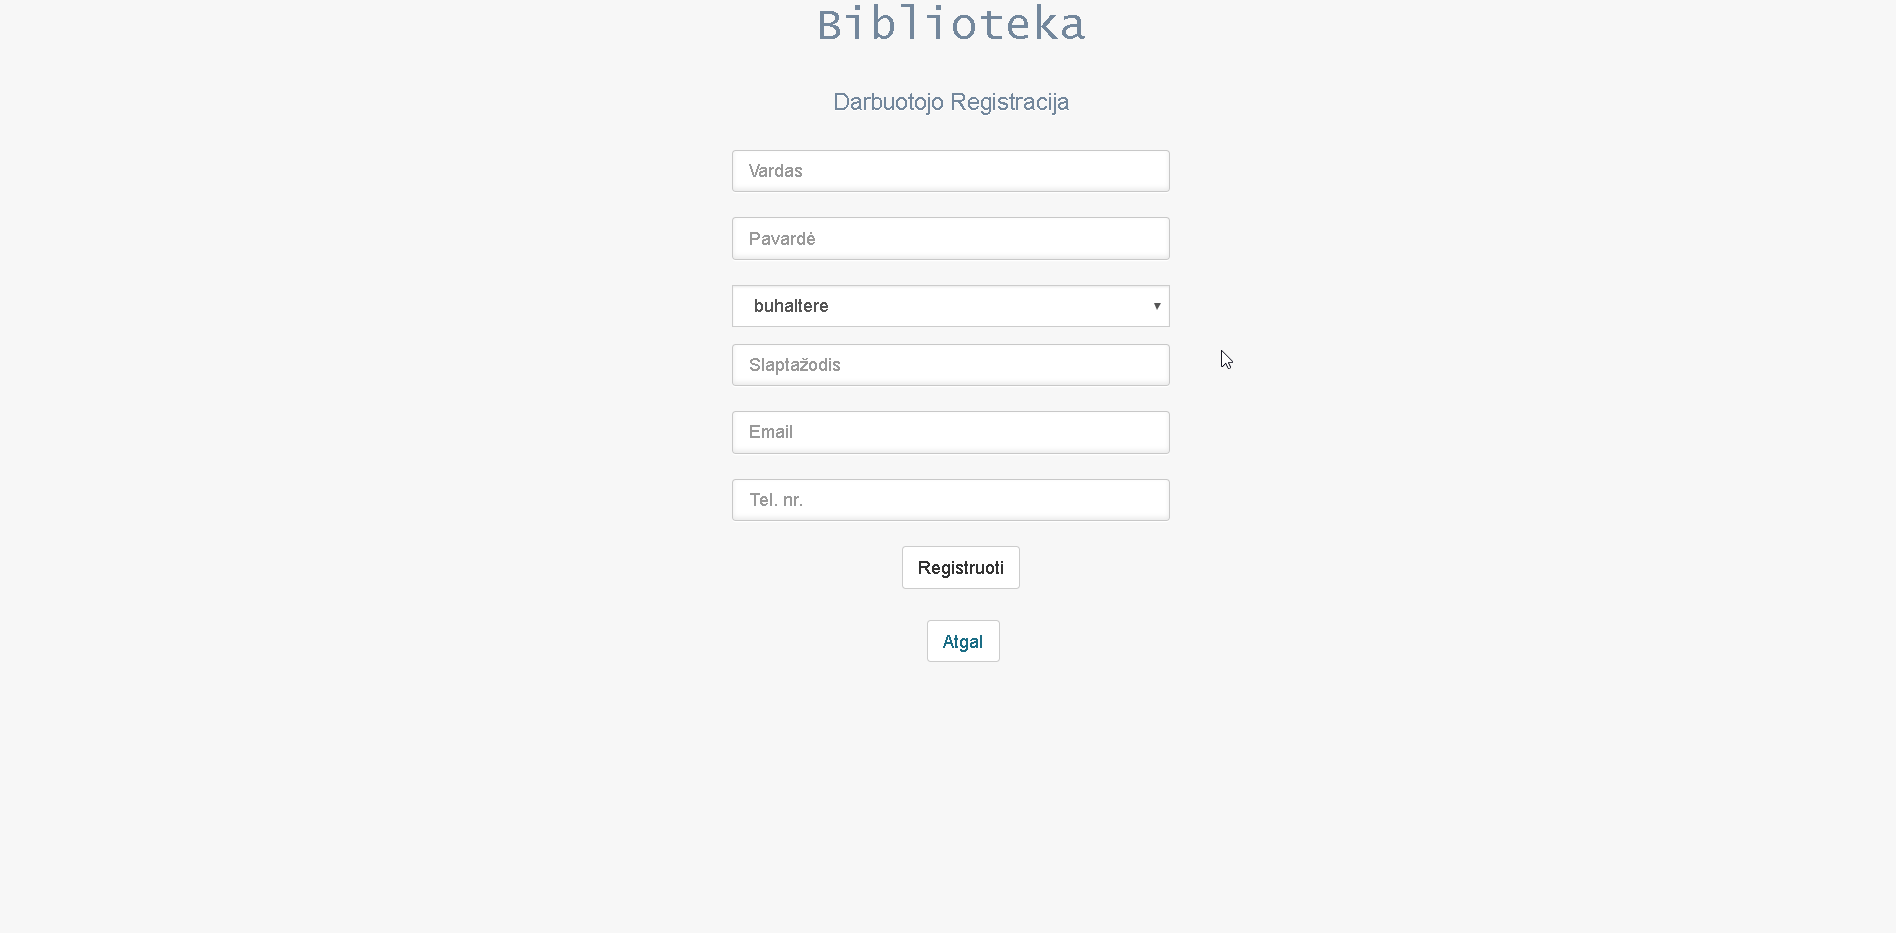 Biblioteka
Darbuotojo Registracija
Vardas
Pavardė
buhaltere
Slaptažodis
Email
Tel. nr.
Registruoti
Atgal